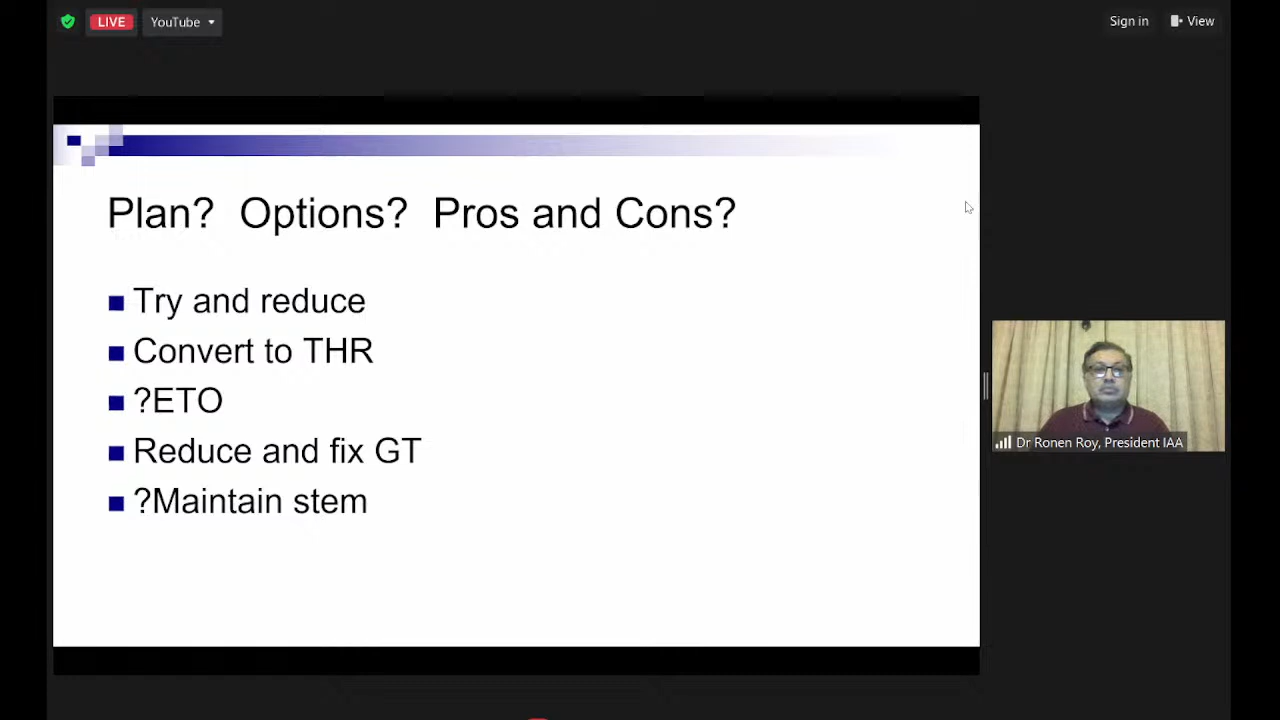 LIVE
YouTube
Sign in
View
Plan? Options? Pros and Cons?
Try and reduce
Convert to THR
?ETO
Reduce and fix GT
?Maintain stem
Dr Ronen Roy, President IAA